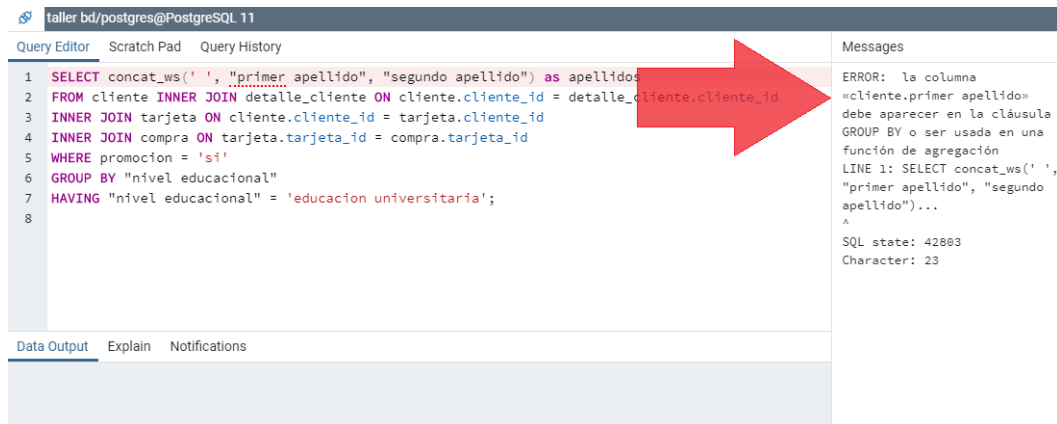 taller bd/postgres@PostgreSQL 11
Query Editor Scratch Pad Query History
1 SELECT concat_ws(' ', "primer apellido", "segundo apellido") as apellidos
2 FROM cliente INNER JOIN detalle_cliente ON cliente.cliente_id = detalle_cliente.cliente_id
3 INNER JOIN tarjeta ON cliente.cliente_id = tarjeta.cliente_id
4 INNER JOIN compra ON tarjeta.tarjeta_id = compra.tarjeta_id
5 WHERE promocion = 'si'
6 GROUP BY "nivel educacional"
7 HAVING "nivel educacional" = 'educacion universitaria';
8
Data Output Explain Notifications
Messages
ERROR: la columna
«cliente.primer apellido»
debe aparecer en la cláusula
GROUP BY o ser usada en una
función de agregación
LINE 1: SELECT concat_ws(' ',
"primer apellido", "segundo
apellido")...
^
SQL state: 42803
Character: 23